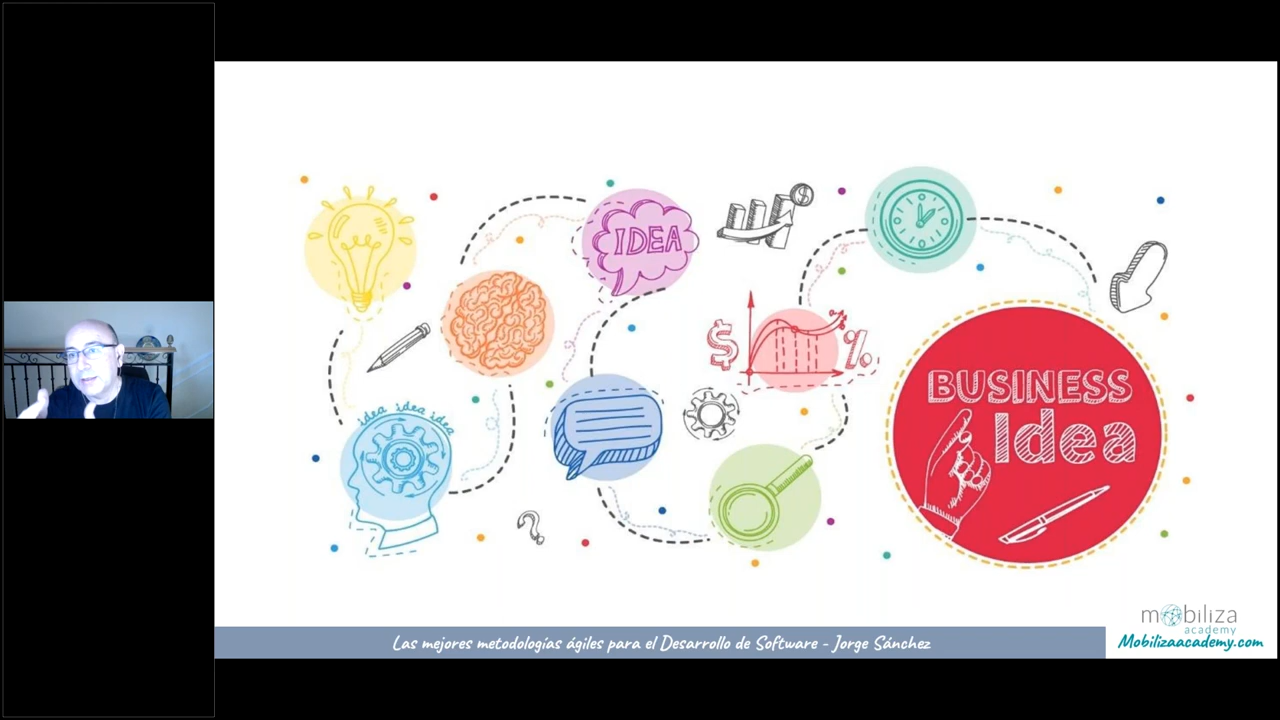 IDEA
$
$
%
idea idea idea
BUSINESS
Idea
mobiliza
academy
Las mejores metodologías ágiles para el Desarrollo de Software - Jorge Sánchez
Mobilizaacademy.com